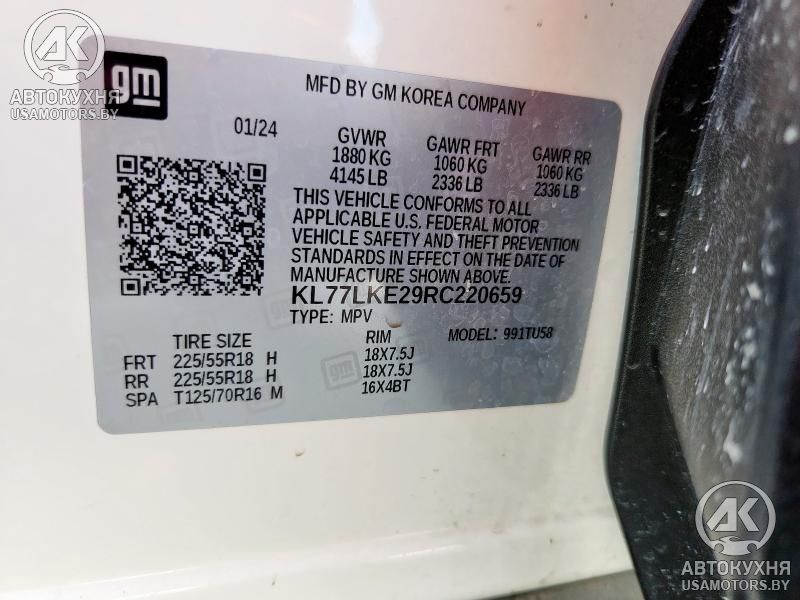 AK
АВТОКУХНЯ
USAMOTORS.BY
gm
MFD BY GM KOREA COMPANY
01/24
GVWR GAWR FRT GAWR RR
1880 KG 1060 KG 1060 KG
4145 LB 2336 LB 2336 LB
THIS VEHICLE CONFORMS TO ALL
APPLICABLE U.S. FEDERAL MOTOR
VEHICLE SAFETY AND THEFT PREVENTION
STANDARDS IN EFFECT ON THE DATE OF
MANUFACTURE SHOWN ABOVE.
KL77LKE29RC220659
TYPE: MPV MODEL: 991TU58
TIRE SIZE RIM
FRT 225/55R18 H 18X7.5J
RR 225/55R18 H 18X7.5J
SPA T125/70R16 M 16X4BT
AK
АВТОКУХНЯ
USAMOTORS.BY